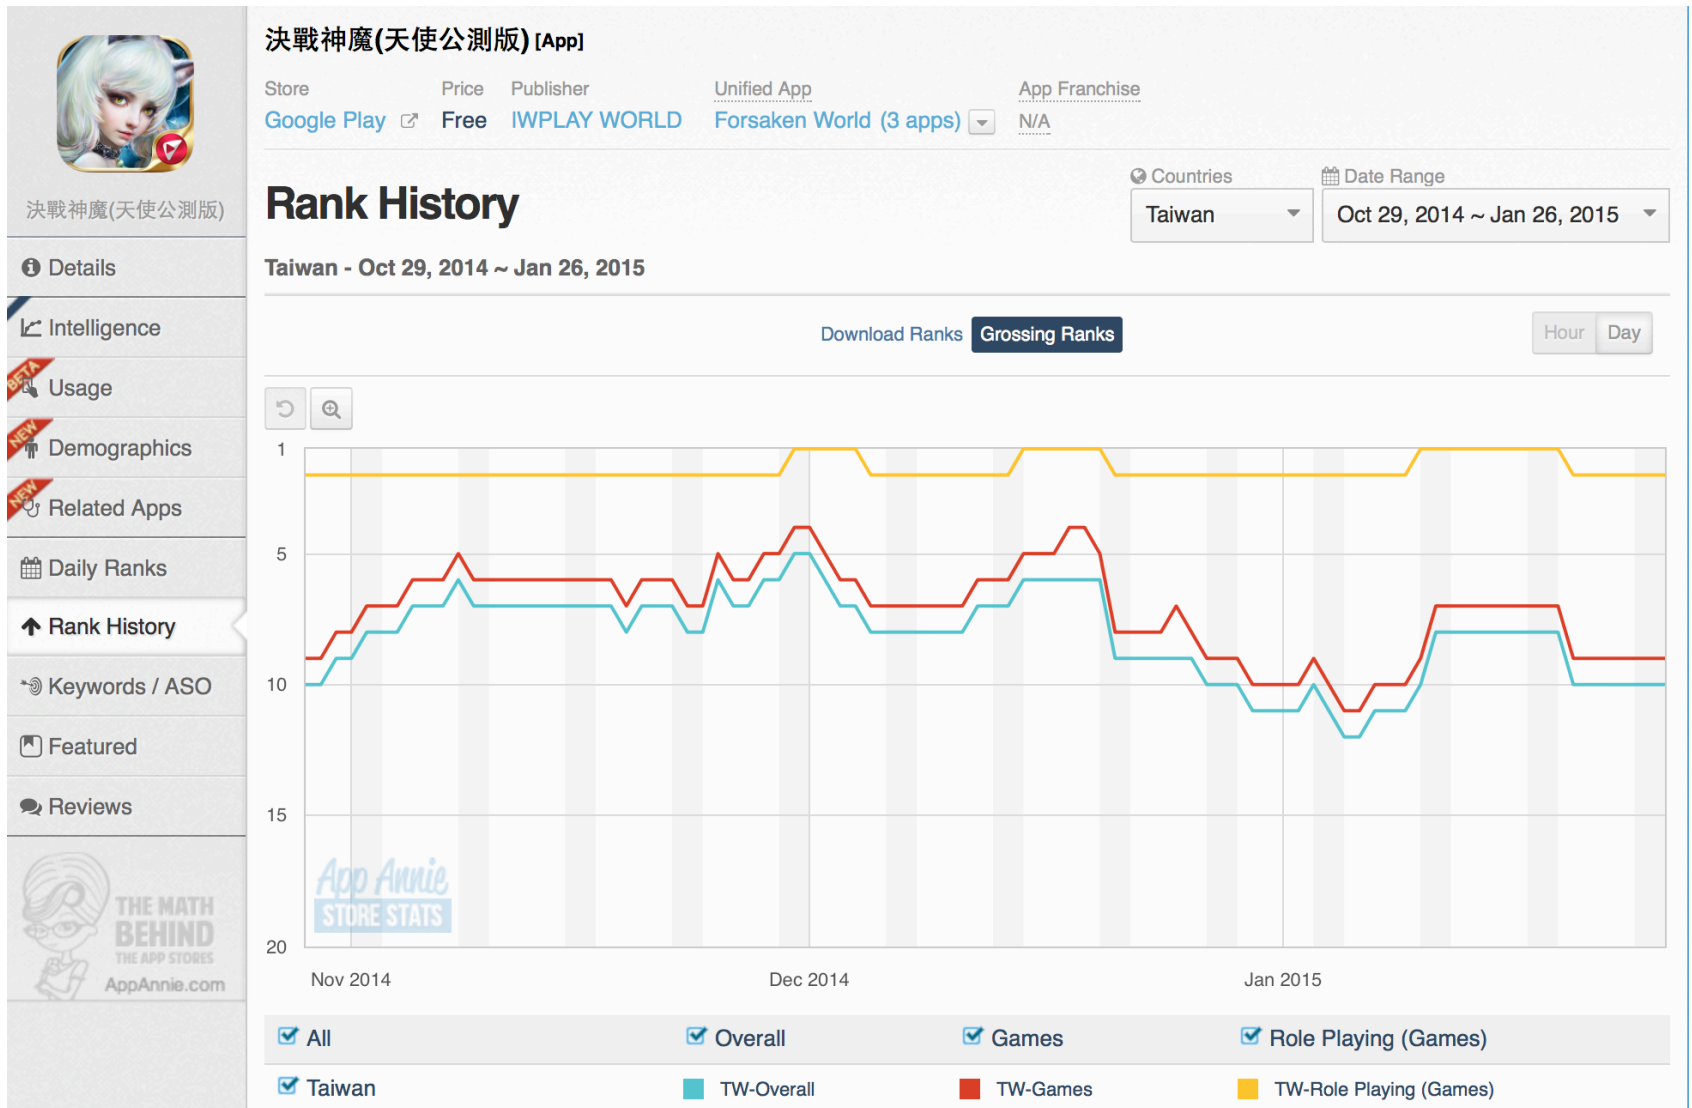 決戰神魔(天使公測版) [App]
Store Price Publisher Unified App App Franchise
Google Play Free IWPLAY WORLD Forsaken World (3 apps) N/A
決戰神魔(天使公測版)
Details
Intelligence
BETA
Usage
NEW
Demographics
NEW
Related Apps
Daily Ranks
Rank History
Keywords / ASO
Featured
Reviews
THE MATH
BEHIND
THE APP STORES
AppAnnie.com
Rank History
Countries Date Range
Taiwan Oct 29, 2014 ~ Jan 26, 2015
Taiwan - Oct 29, 2014 ~ Jan 26, 2015
Download Ranks Grossing Ranks Hour Day
1
5
10
15
20
App Annie
STORE STATS
Nov 2014 Dec 2014 Jan 2015
All Overall Games Role Playing (Games)
Taiwan TW-Overall TW-Games TW-Role Playing (Games)